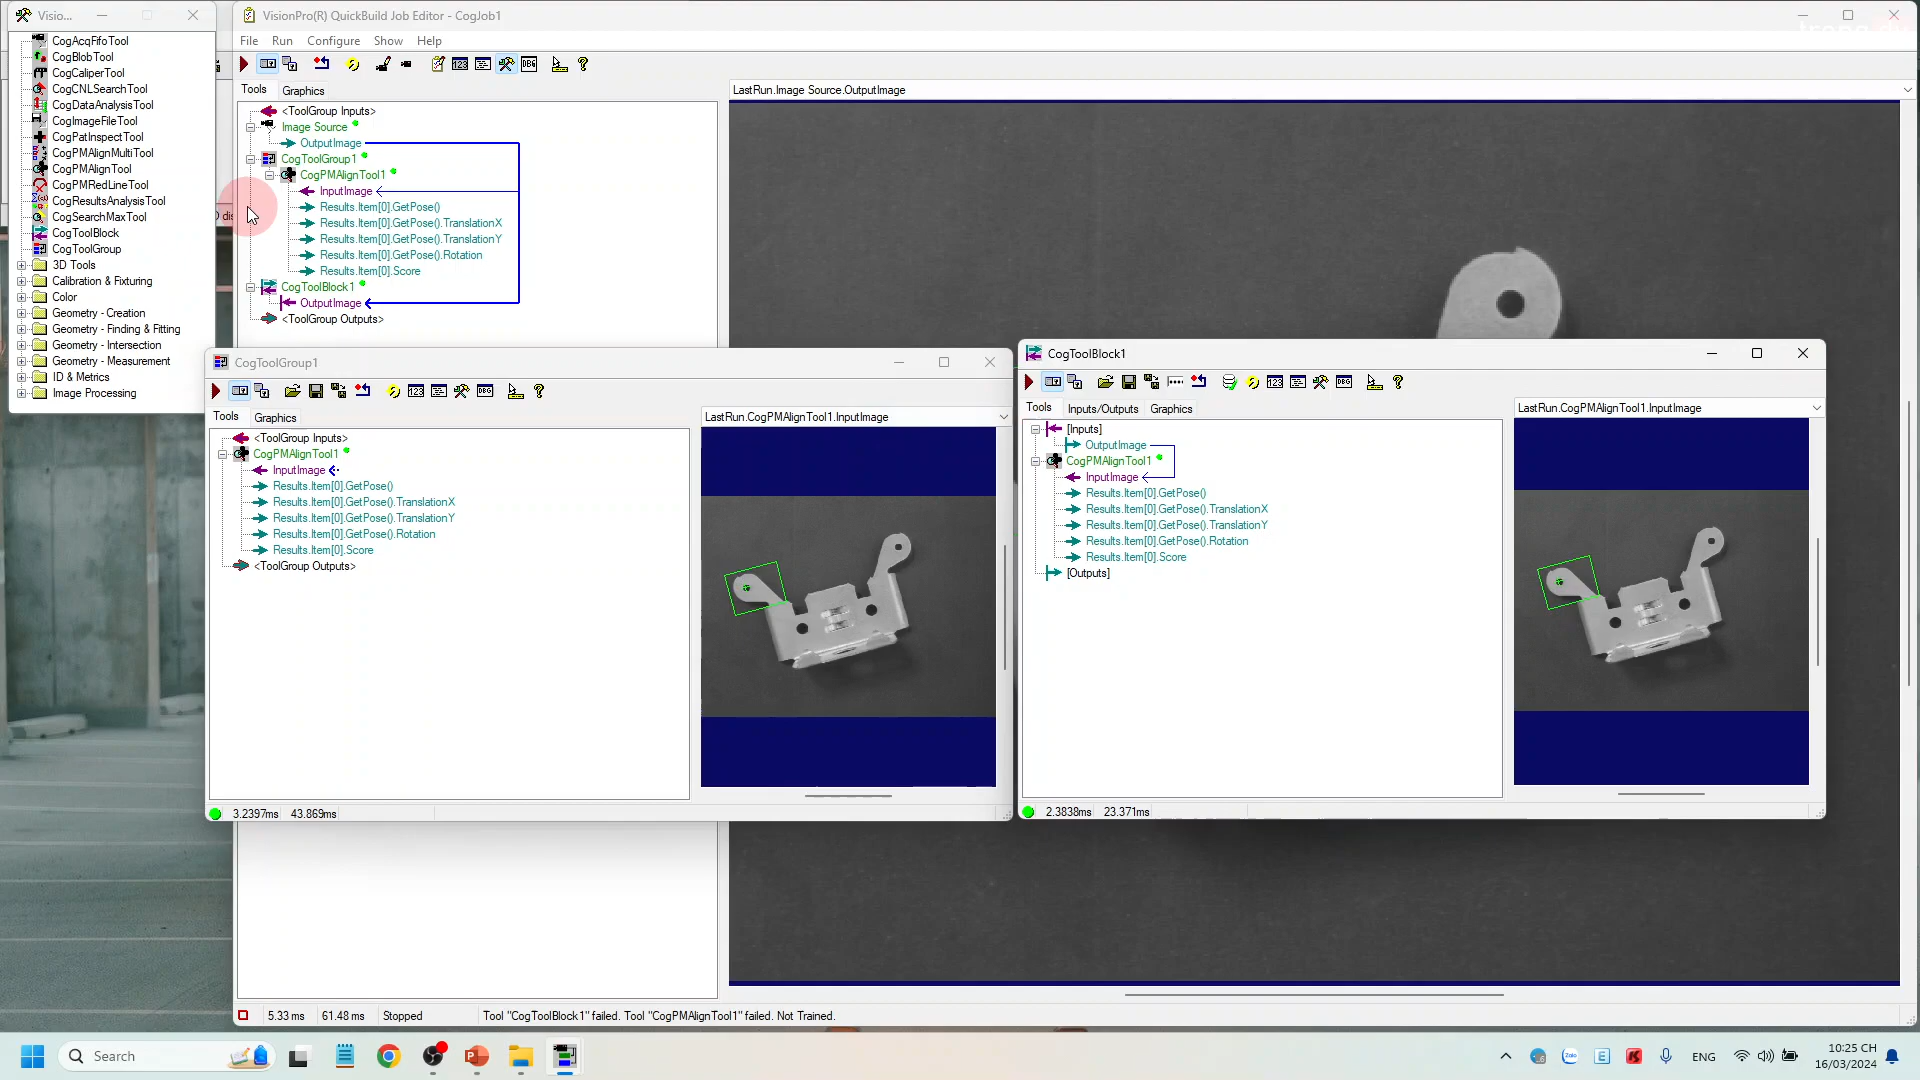 Visio...
CogAcqFifoTool
CogBlobTool
CogCaliperTool
CogCNLSearchTool
CogDataAnalysisTool
CogImageFileTool
CogPatInspectTool
CogPMAlignMultiTool
CogPMAlignTool
CogPMRedLineTool
CogResultsAnalysisTool
CogSearchMaxTool
CogToolBlock
CogToolGroup
3D Tools
Calibration & Fixturing
Color
Geometry - Creation
Geometry - Finding & Fitting
Geometry - Intersection
Geometry - Measurement
ID & Metrics
Image Processing
VisionPro(R) QuickBuild Job Editor - CogJob1
File Run Configure Show Help
Tools Graphics
<ToolGroup Inputs>
Image Source
OutputImage
CogToolGroup1
CogPMAlignTool1
InputImage
Results.Item[0].GetPose()
Results.Item[0].GetPose().TranslationX
Results.Item[0].GetPose().TranslationY
Results.Item[0].GetPose().Rotation
Results.Item[0].Score
CogToolBlock1
OutputImage
<ToolGroup Outputs>
LastRun.Image Source.OutputImage
CogToolGroup1
Tools Graphics
<ToolGroup Inputs>
CogPMAlignTool1
InputImage
Results.Item[0].GetPose()
Results.Item[0].GetPose().TranslationX
Results.Item[0].GetPose().TranslationY
Results.Item[0].GetPose().Rotation
Results.Item[0].Score
<ToolGroup Outputs>
LastRun.CogPMAlignTool1.InputImage
3.2397ms 43.869ms
CogToolBlock1
Tools Inputs/Outputs Graphics
[Inputs]
OutputImage
CogPMAlignTool1
InputImage
Results.Item[0].GetPose()
Results.Item[0].GetPose().TranslationX
Results.Item[0].GetPose().TranslationY
Results.Item[0].GetPose().Rotation
Results.Item[0].Score
[Outputs]
LastRun.CogPMAlignTool1.InputImage
2.3838ms 23.371ms
5.33 ms 61.48 ms Stopped Tool "CogToolBlock1" failed. Tool "CogPMAlignTool1" failed. Not Trained.
Search
ENG
10:25 CH
16/03/2024